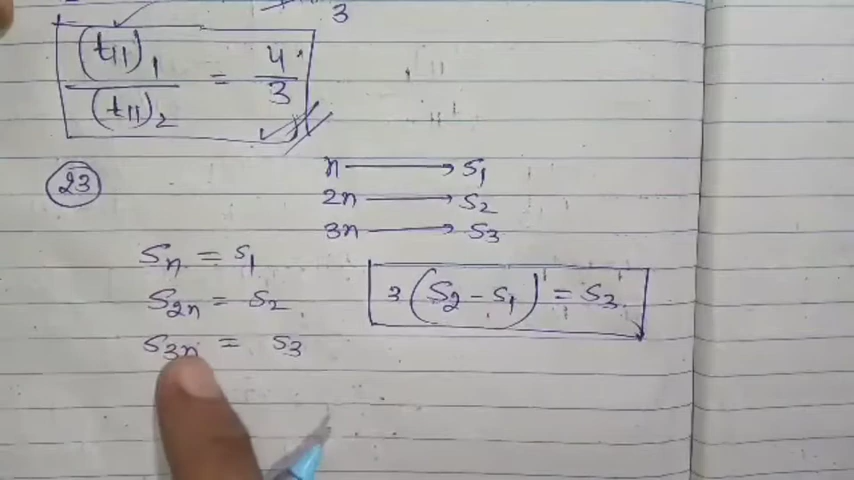 3
(t11)1 / (t11)2 = 4/3
23
n → S1
2n → S2
3n → S3
Sn = S1
S2n = S2
3(S2 - S1) = S3
S3n = S3